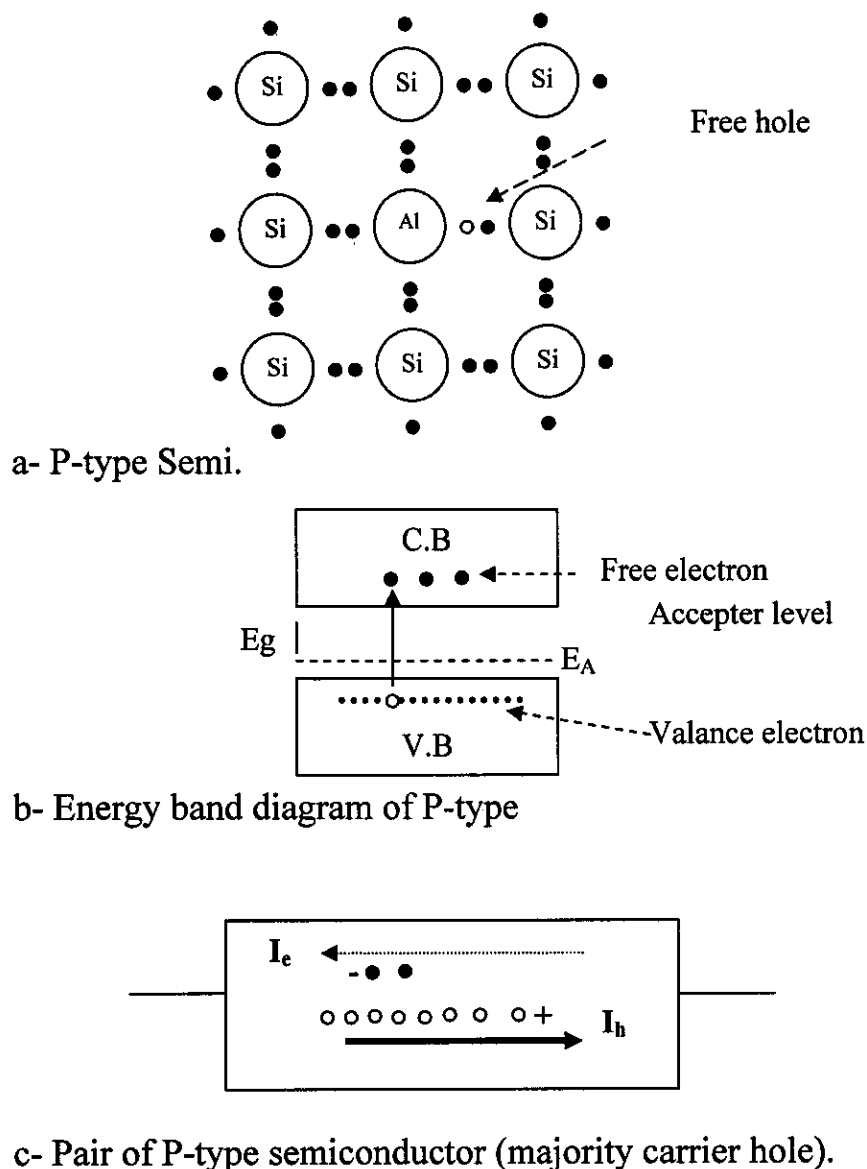 Si Si Si
Free hole
Si Al Si
Si Si Si
a- P-type Semi.
C.B
Free electron
Accepter level
Eg
E_A
Valance electron
V.B
b- Energy band diagram of P-type
I_e
-
+
I_h
c- Pair of P-type semiconductor (majority carrier hole).